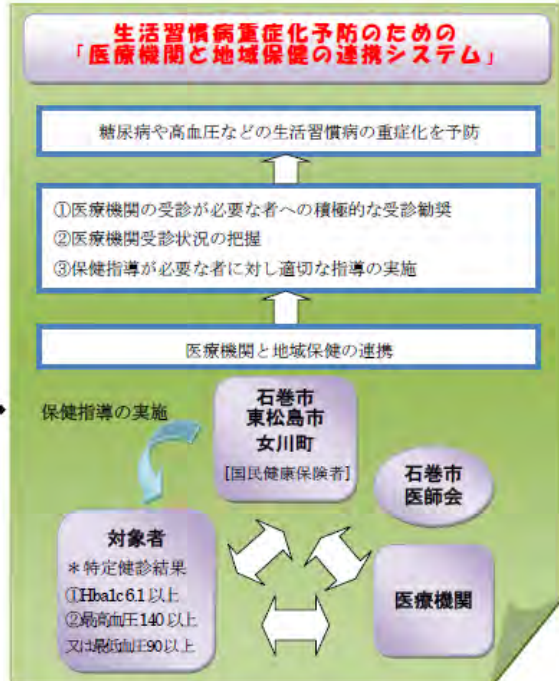 生活習慣病重症化予防のための
「医療機関と地域保健の連携システム」
糖尿病や高血圧などの生活習慣病の重症化を予防
①医療機関の受診が必要な者への積極的な受診勧奨
②医療機関受診状況の把握
③保健指導が必要な者に対し適切な指導の実施
医療機関と地域保健の連携
保健指導の実施
石巻市
東松島市
女川町
[国民健康保険者]
石巻市
医師会
対象者
＊特定健診結果
①Hba1c 6.1 以上
②最高血圧 140 以上
又は最低血圧 90 以上
医療機関